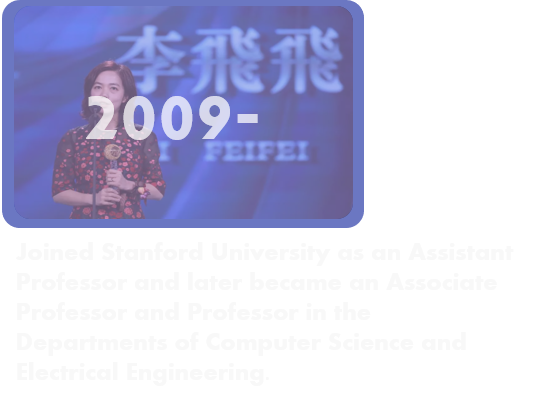 李飛飛
2009-
LI FEIFEI
Joined Stanford University as an Assistant
Professor and later became an Associate
Professor and Professor in the
Departments of Computer Science and
Electrical Engineering.